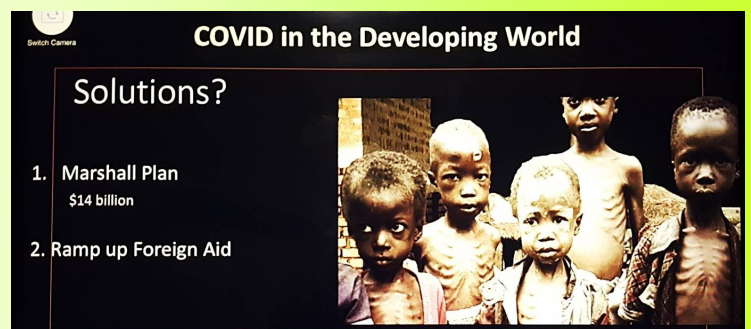 Switch Camera
COVID in the Developing World
Solutions?
1. Marshall Plan
$14 billion
2. Ramp up Foreign Aid